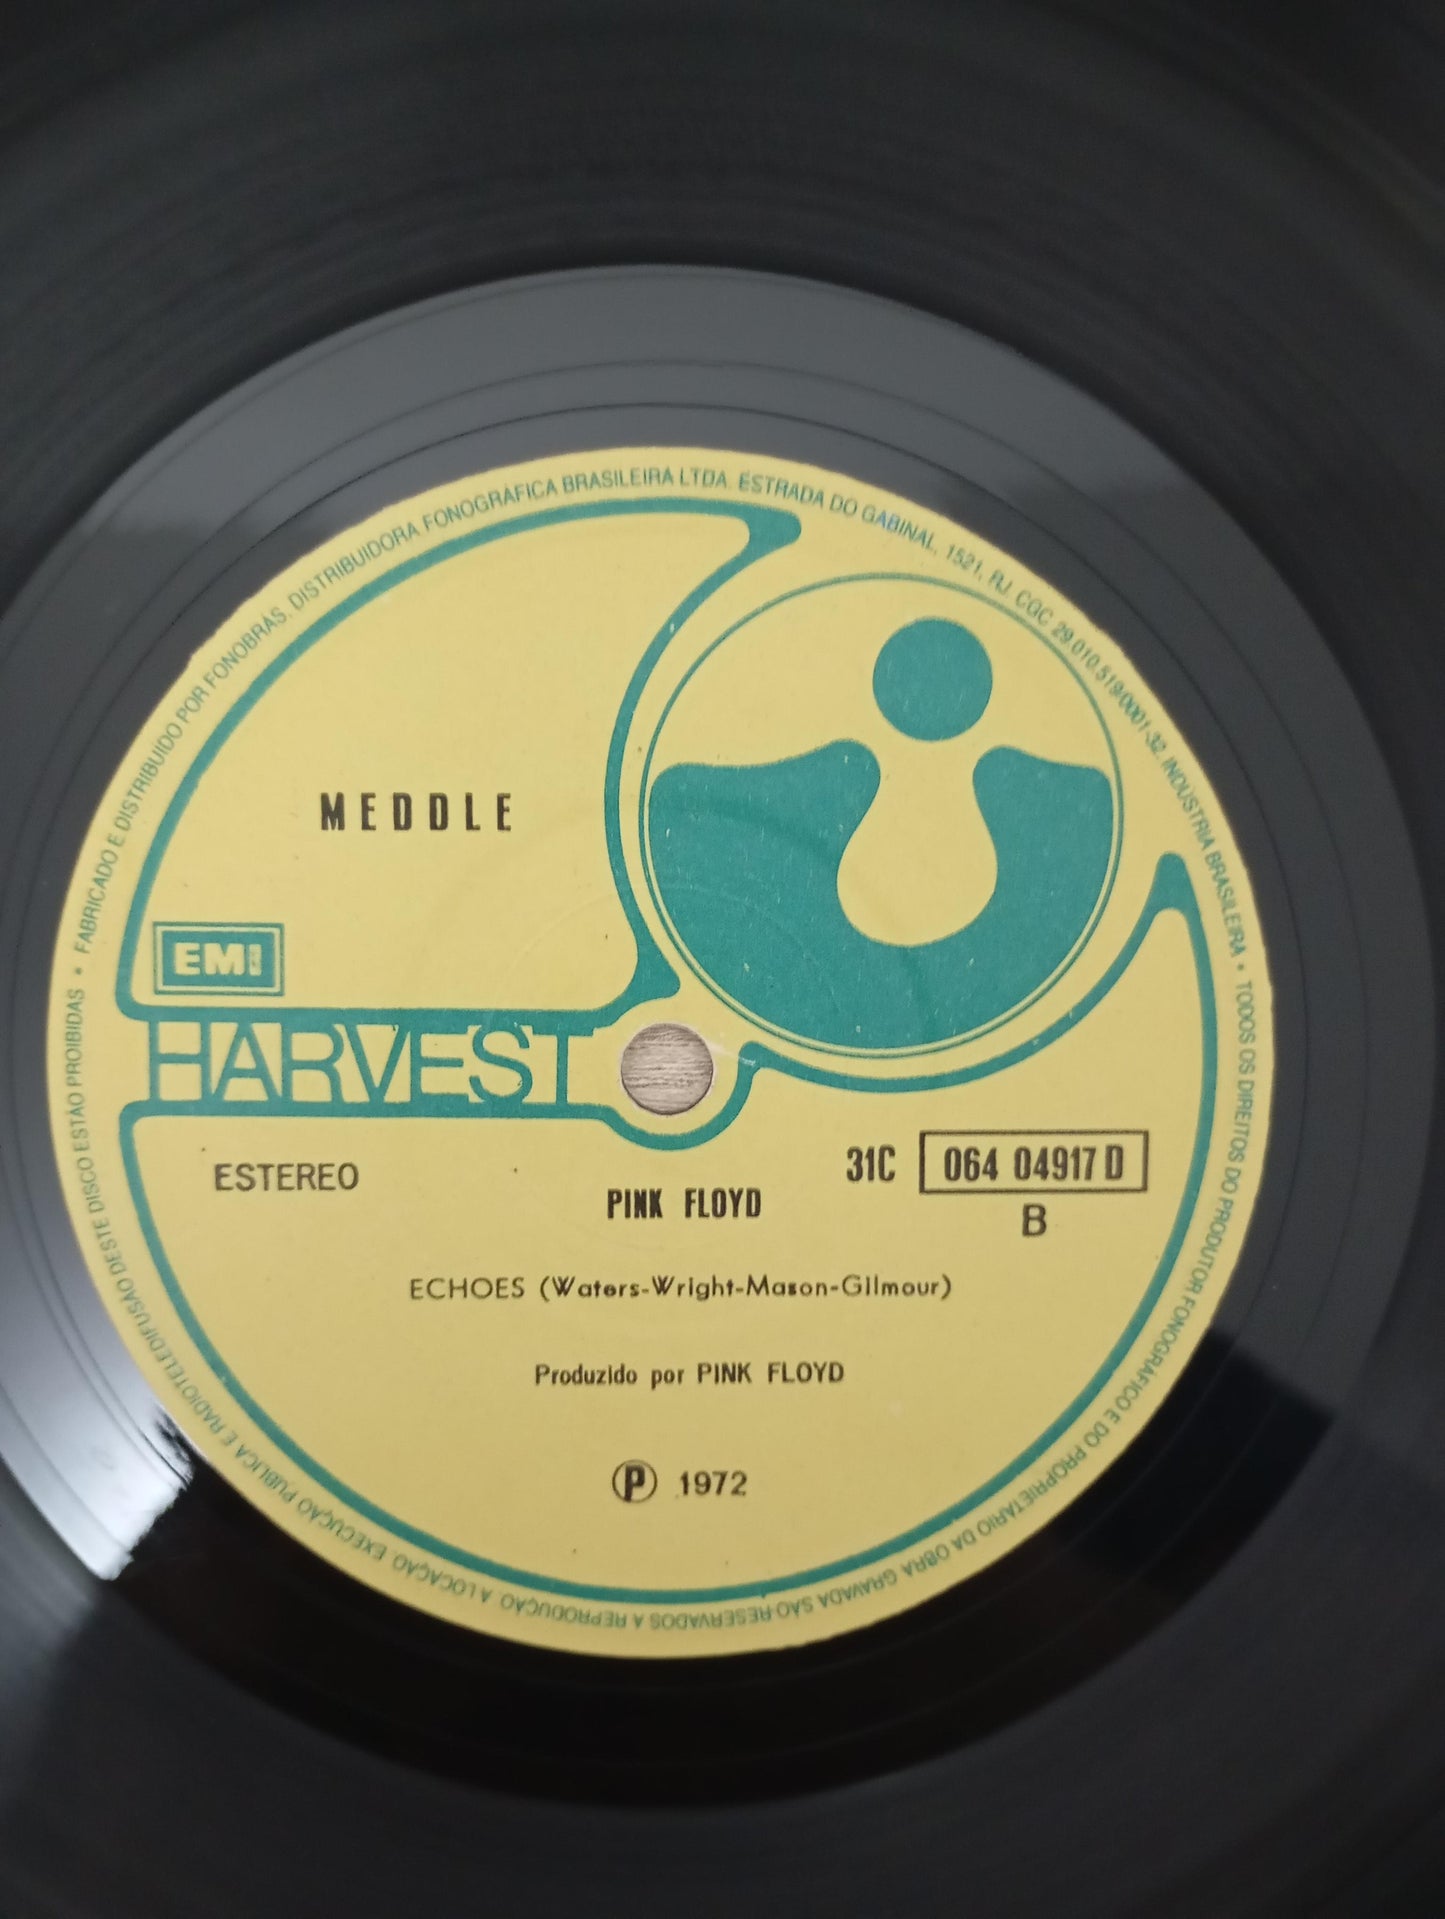 FABRICADO E DISTRIBUIDO POR FONOBRÁS. DISTRIBUIDORA FONOGRÁFICA BRASILEIRA LTDA. ESTRADA DO GABINAL, 1521, RJ. CGC 29.010.519/0001-32. INDÚSTRIA BRASILEIRA • TODOS OS DIREITOS DO PRODUTOR FONOGRÁFICO E DO PROPRIETÁRIO DA OBRA GRAVADA SÃO RESERVADOS A REPRODUÇÃO. A LOCAÇÃO. EXECUÇÃO PÚBLICA E RADIOTELEDIFUSÃO DESTE DISCO ESTÃO PROIBIDAS •
MEDDLE
EMI
HARVEST
ESTEREO
31C 064 04917 D
B
PINK FLOYD
ECHOES (Waters-Wright-Mason-Gilmour)
Produzido por PINK FLOYD
Ⓟ 1972